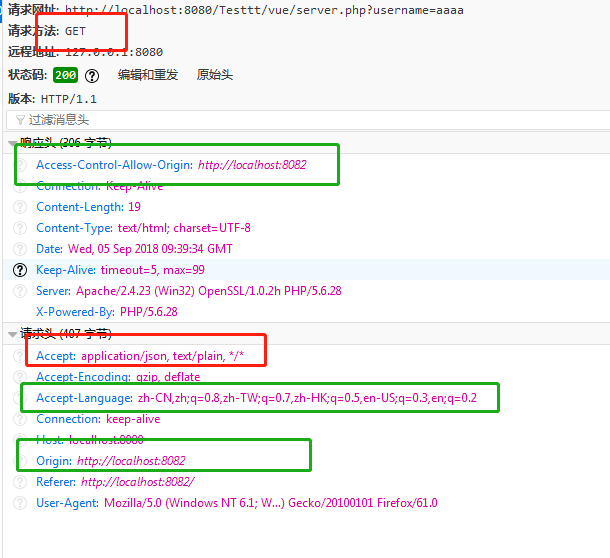 请求网址: http://localhost:8080/Testtt/vue/server.php?username=aaaa
请求方法: GET
远程地址: 127.0.0.1:8080
状态码: 200 ? 编辑和重发 原始头
版本: HTTP/1.1
过滤消息头
响应头 (306 字节)
? Access-Control-Allow-Origin: http://localhost:8082
? Connection: Keep-Alive
? Content-Length: 19
? Content-Type: text/html; charset=UTF-8
? Date: Wed, 05 Sep 2018 09:39:34 GMT
? Keep-Alive: timeout=5, max=99
? Server: Apache/2.4.23 (Win32) OpenSSL/1.0.2h PHP/5.6.28
X-Powered-By: PHP/5.6.28
请求头 (407 字节)
? Accept: application/json, text/plain, */*
? Accept-Encoding: gzip, deflate
? Accept-Language: zh-CN,zh;q=0.8,zh-TW;q=0.7,zh-HK;q=0.5,en-US;q=0.3,en;q=0.2
? Connection: keep-alive
? Host: localhost:8080
? Origin: http://localhost:8082
? Referer: http://localhost:8082/
? User-Agent: Mozilla/5.0 (Windows NT 6.1; W...) Gecko/20100101 Firefox/61.0